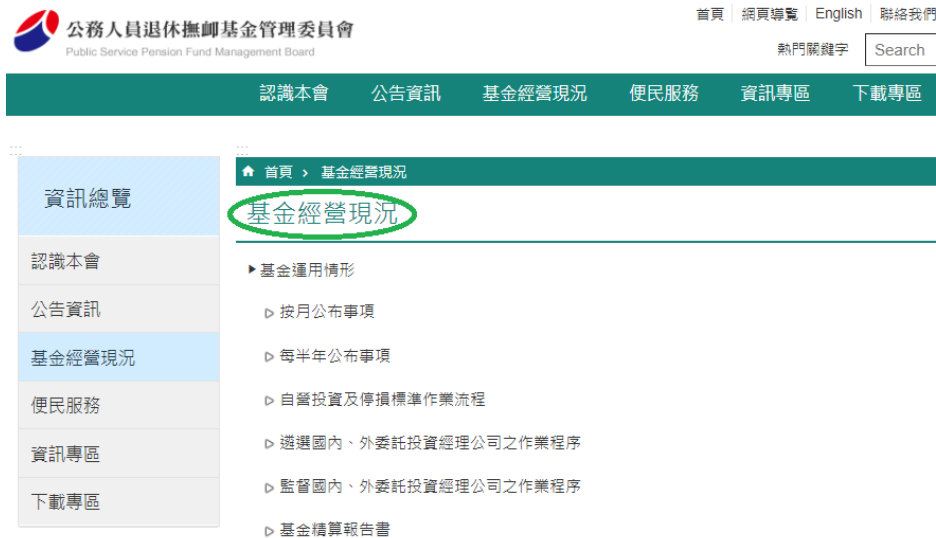 公務人員退休撫卹基金管理委員會
Public Service Pension Fund Management Board
首頁 網頁導覽 English 聯絡我們
熱門關鍵字 Search
認識本會 公告資訊 基金經營現況 便民服務 資訊專區 下載專區
:::
:::
首頁 › 基金經營現況
資訊總覽
認識本會
公告資訊
基金經營現況
便民服務
資訊專區
下載專區
基金經營現況
基金運用情形
按月公布事項
每半年公布事項
自營投資及停損標準作業流程
遴選國內、外委託投資經理公司之作業程序
監督國內、外委託投資經理公司之作業程序
基金精算報告書